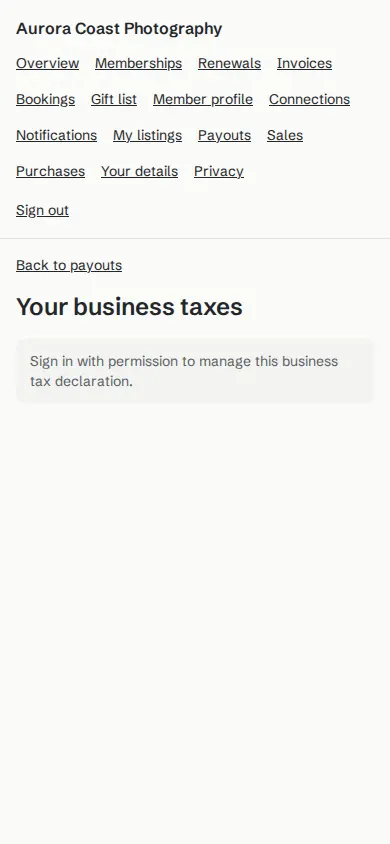 Aurora Coast Photography
Overview Memberships Renewals Invoices
Bookings Gift list Member profile Connections
Notifications My listings Payouts Sales
Purchases Your details Privacy
Sign out
Back to payouts
Your business taxes
Sign in with permission to manage this business
tax declaration.